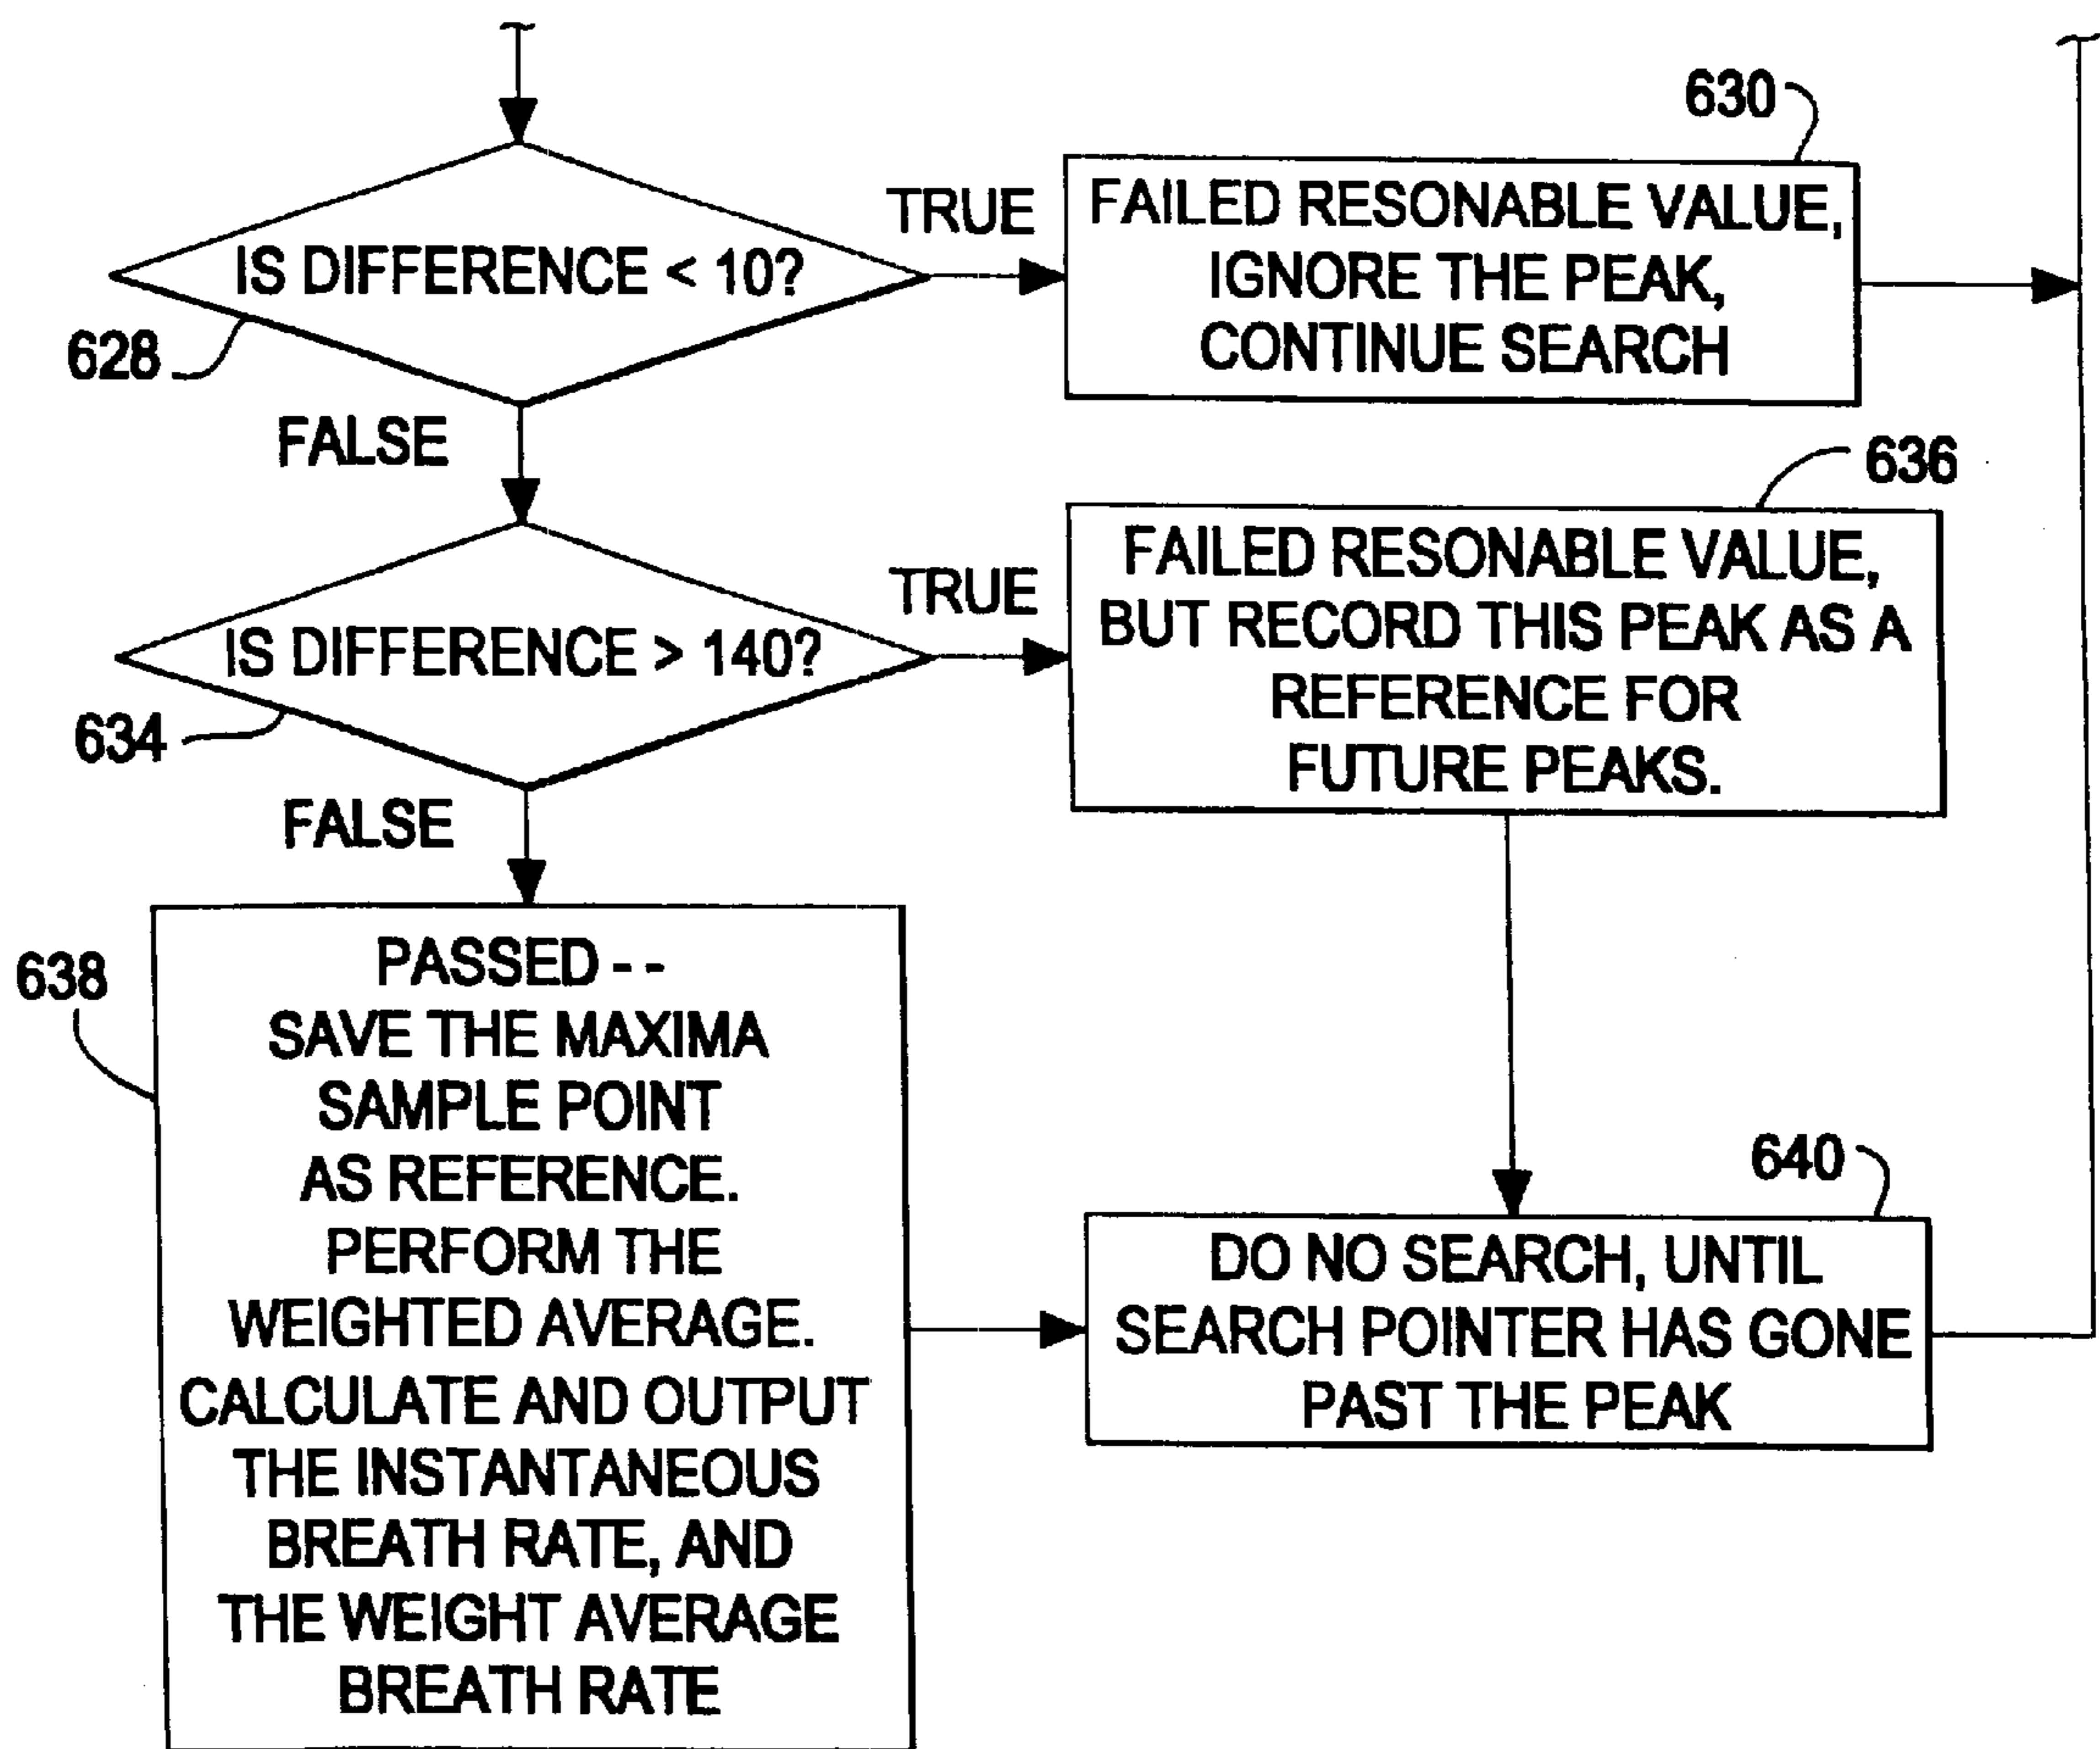 630
TRUE
FAILED RESONABLE VALUE,
IGNORE THE PEAK,
CONTINUE SEARCH
IS DIFFERENCE < 10?
628
FALSE
636
TRUE
FAILED RESONABLE VALUE,
BUT RECORD THIS PEAK AS A
REFERENCE FOR
FUTURE PEAKS.
IS DIFFERENCE > 140?
634
FALSE
638
PASSED - -
SAVE THE MAXIMA
SAMPLE POINT
AS REFERENCE.
PERFORM THE
WEIGHTED AVERAGE.
CALCULATE AND OUTPUT
THE INSTANTANEOUS
BREATH RATE, AND
THE WEIGHT AVERAGE
BREATH RATE
640
DO NO SEARCH, UNTIL
SEARCH POINTER HAS GONE
PAST THE PEAK